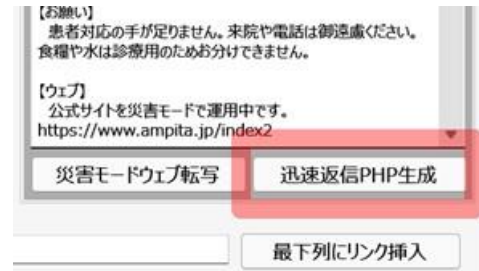 【お願い】
患者対応の手が足りません。来院や電話は御遠慮ください。
食糧や水は診療用のためお分けできません。
【ウェブ】
公式サイトを災害モードで運用中です。
https://www.ampita.jp/index2
災害モードウェブ転写
迅速返信PHP生成
最下列にリンク挿入